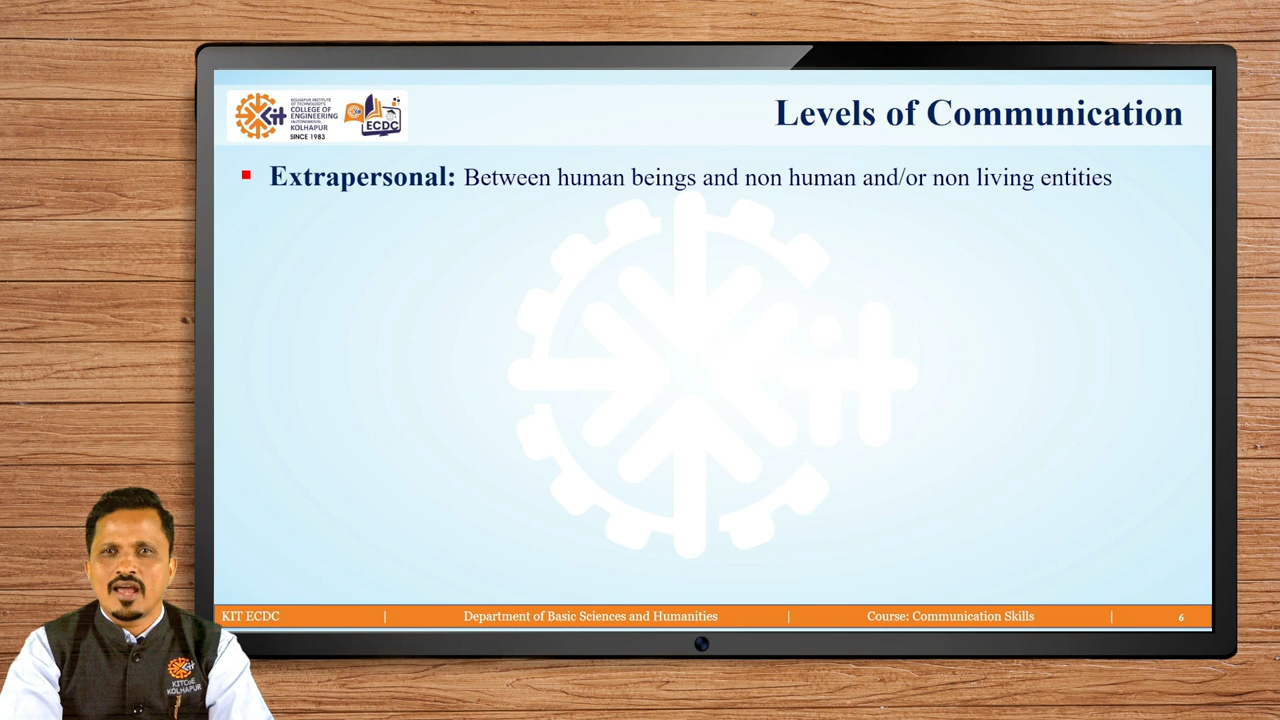 KOLHAPUR INSTITUTE
OF TECHNOLOGY'S
COLLEGE OF
ENGINEERING
(AUTONOMOUS),
KOLHAPUR
SINCE 1983
Kit
ECDC
Levels of Communication
Extrapersonal: Between human beings and non human and/or non living entities
KIT ECDC | Department of Basic Sciences and Humanities | Course: Communication Skills | 6
KITCoE
KOLHAPUR